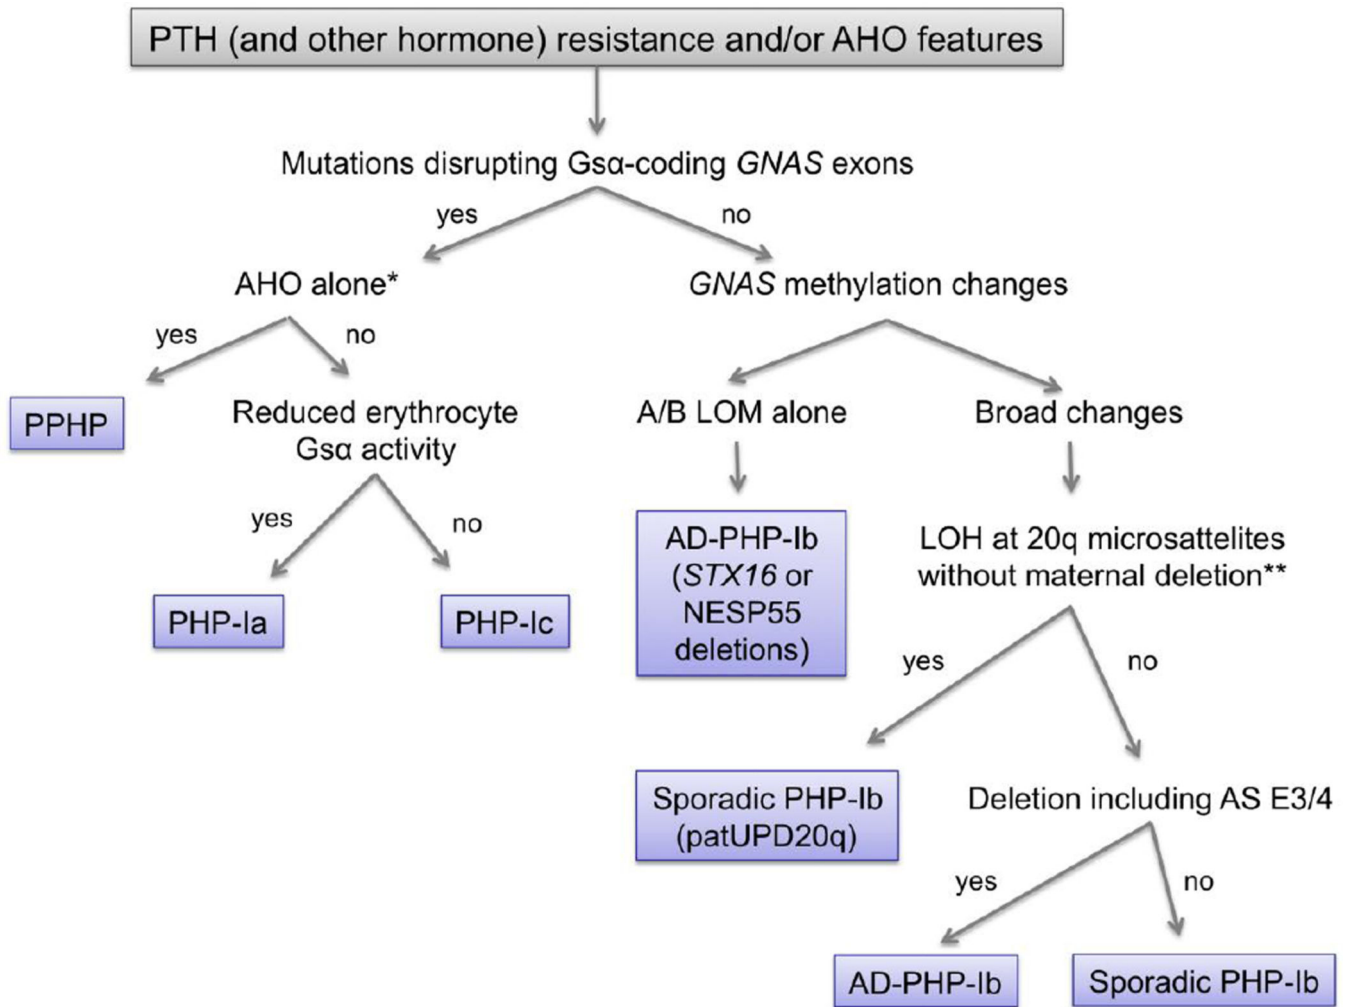 PTH (and other hormone) resistance and/or AHO features
Mutations disrupting Gsα-coding GNAS exons
yes
no
AHO alone*
GNAS methylation changes
yes
no
PPHP
Reduced erythrocyte
Gsα activity
A/B LOM alone
Broad changes
yes
no
PHP-Ia
PHP-Ic
AD-PHP-Ib
(STX16 or
NESP55
deletions)
LOH at 20q microsattelites
without maternal deletion**
yes
no
Sporadic PHP-Ib
(patUPD20q)
Deletion including AS E3/4
yes
no
AD-PHP-Ib
Sporadic PHP-Ib